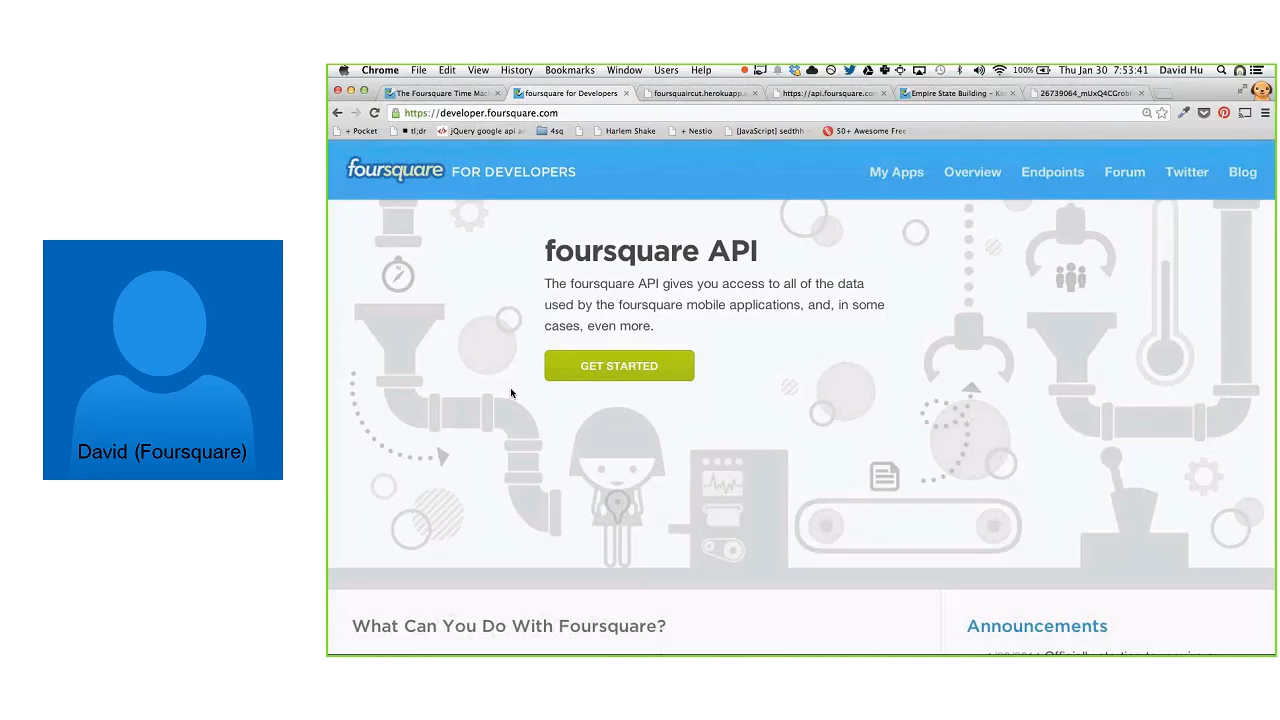 Chrome File Edit View History Bookmarks Window Users Help 100% Thu Jan 30 7:53:41 David Hu
The Foursquare Time Mac
foursquare for Developers
foursquaircut.herokuap
https://api.foursquare.co
Empire State Building – Ko
26739064_mUxQ4CGrobl
https://developer.foursquare.com
+ Pocket tl;dr jQuery google api a 4sq Harlem Shake + Nestio [JavaScript] sedthh 50+ Awesome Fre
foursquare FOR DEVELOPERS
My Apps Overview Endpoints Forum Twitter Blog
foursquare API
The foursquare API gives you access to all of the data
used by the foursquare mobile applications, and, in some
cases, even more.
GET STARTED
David (Foursquare)
What Can You Do With Foursquare?
Announcements